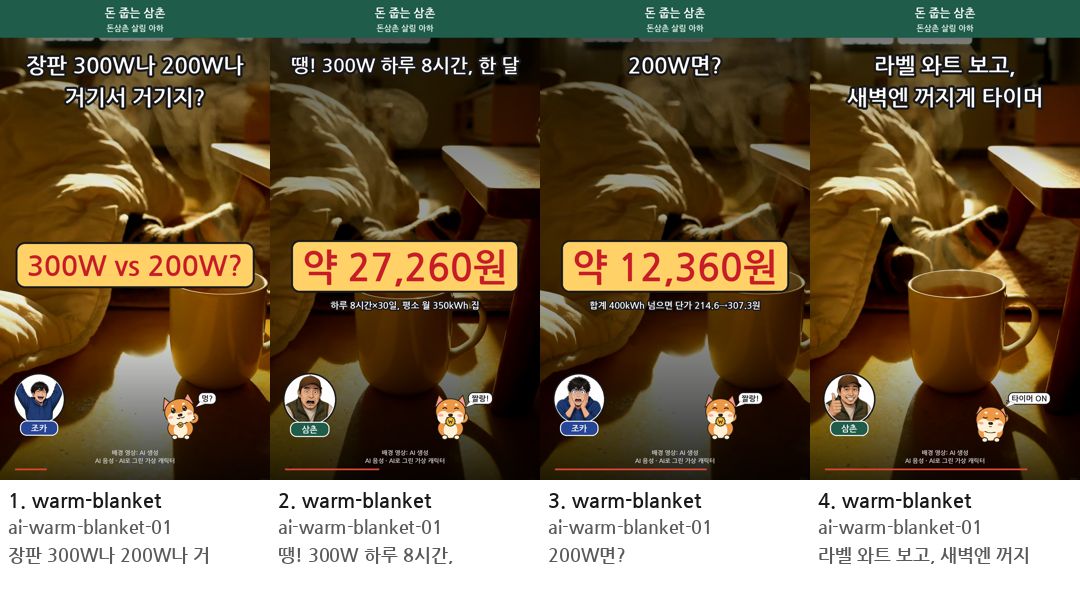 돈 줍는 삼촌
돈삼촌 살림 아하
장판 300W나 200W나
거기서 거기지?
300W vs 200W?
멍?
조카
배경 영상: AI 생성
AI 음성 · AI로 그린 가상 캐릭터
1. warm-blanket
ai-warm-blanket-01
장판 300W나 200W나 거
돈 줍는 삼촌
돈삼촌 살림 아하
땡! 300W 하루 8시간, 한 달
약 27,260원
하루 8시간×30일, 평소 월 350kWh 집
짤랑!
삼촌
배경 영상: AI 생성
AI 음성 · AI로 그린 가상 캐릭터
2. warm-blanket
ai-warm-blanket-01
땡! 300W 하루 8시간,
돈 줍는 삼촌
돈삼촌 살림 아하
200W면?
약 12,360원
합계 400kWh 넘으면 단가 214.6→307.3원
짤랑!
조카
배경 영상: AI 생성
AI 음성 · AI로 그린 가상 캐릭터
3. warm-blanket
ai-warm-blanket-01
200W면?
돈 줍는 삼촌
돈삼촌 살림 아하
라벨 와트 보고,
새벽엔 꺼지게 타이머
타이머 ON
삼촌
배경 영상: AI 생성
AI 음성 · AI로 그린 가상 캐릭터
4. warm-blanket
ai-warm-blanket-01
라벨 와트 보고, 새벽엔 꺼지